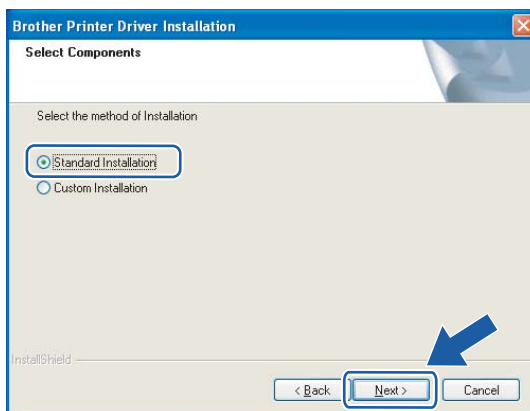 Brother Printer Driver Installation
Select Components
Select the method of Installation
Standard Installation
Custom Installation
InstallShield
< Back Next > Cancel